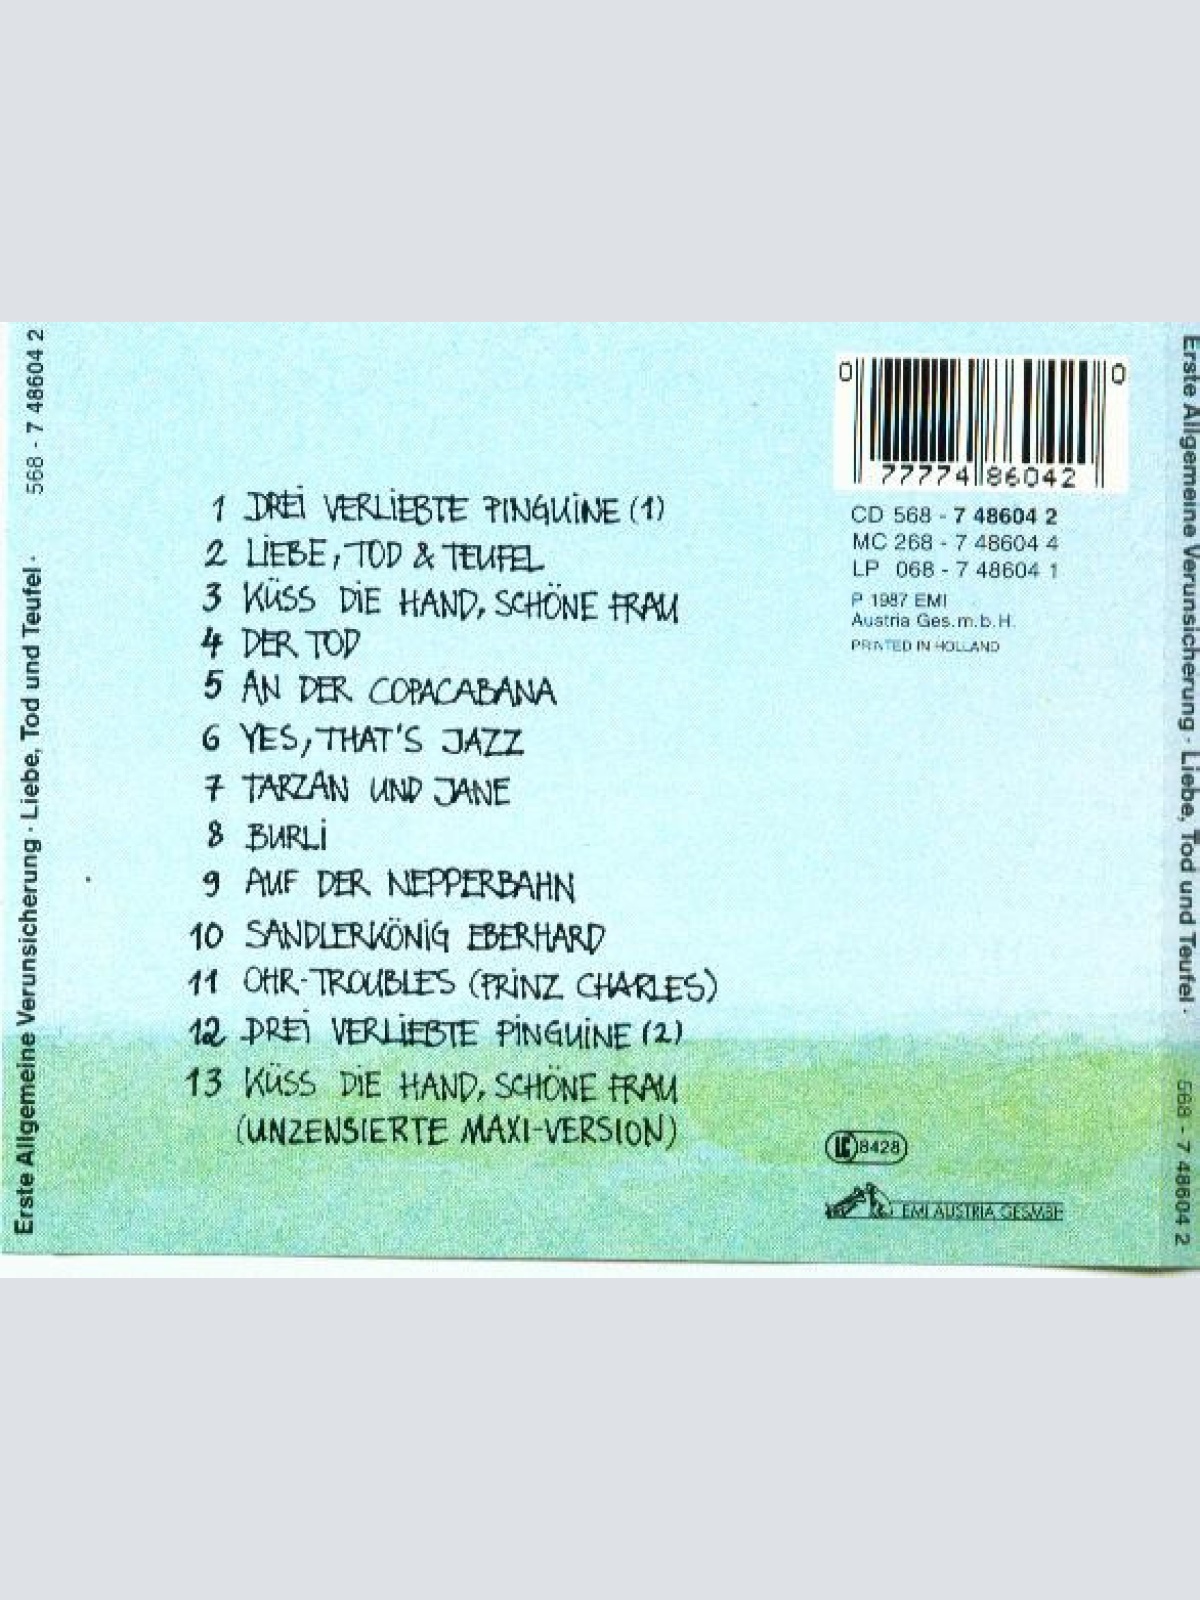 568 - 7 48604 2
Erste Allgemeine Verunsicherung · Liebe, Tod und Teufel ·
1 DREI VERLIEBTE PINGUINE (1)
2 LIEBE, TOD & TEUFEL
3 KÜSS DIE HAND, SCHÖNE FRAU
4 DER TOD
5 AN DER COPACABANA
6 YES, THAT'S JAZZ
7 TARZAN UND JANE
8 BURLI
9 AUF DER NEPPERBAHN
10 SANDLERKÖNIG EBERHARD
11 OHR-TROUBLES (PRINZ CHARLES)
12 DREI VERLIEBTE PINGUINE (2)
13 KÜSS DIE HAND, SCHÖNE FRAU
(UNZENSIERTE MAXI-VERSION)
0 77774 86042 0
CD 568 - 7 48604 2
MC 268 - 7 48604 4
LP 068 - 7 48604 1
P 1987 EMI
Austria Ges.m.b.H.
PRINTED IN HOLLAND
LC 8428
EMI AUSTRIA GESMBH
Erste Allgemeine Verunsicherung · Liebe, Tod und Teufel ·
568 - 7 48604 2